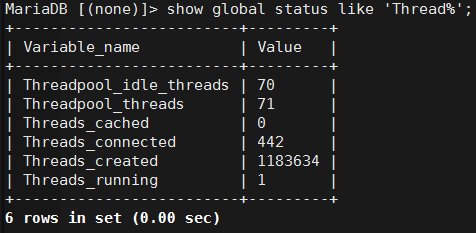 MariaDB [(none)]> show global status like 'Thread%';
+-------------------------+---------+
| Variable_name           | Value   |
+-------------------------+---------+
| Threadpool_idle_threads | 70      |
| Threadpool_threads      | 71      |
| Threads_cached          | 0       |
| Threads_connected       | 442     |
| Threads_created         | 1183634 |
| Threads_running         | 1       |
+-------------------------+---------+
6 rows in set (0.00 sec)